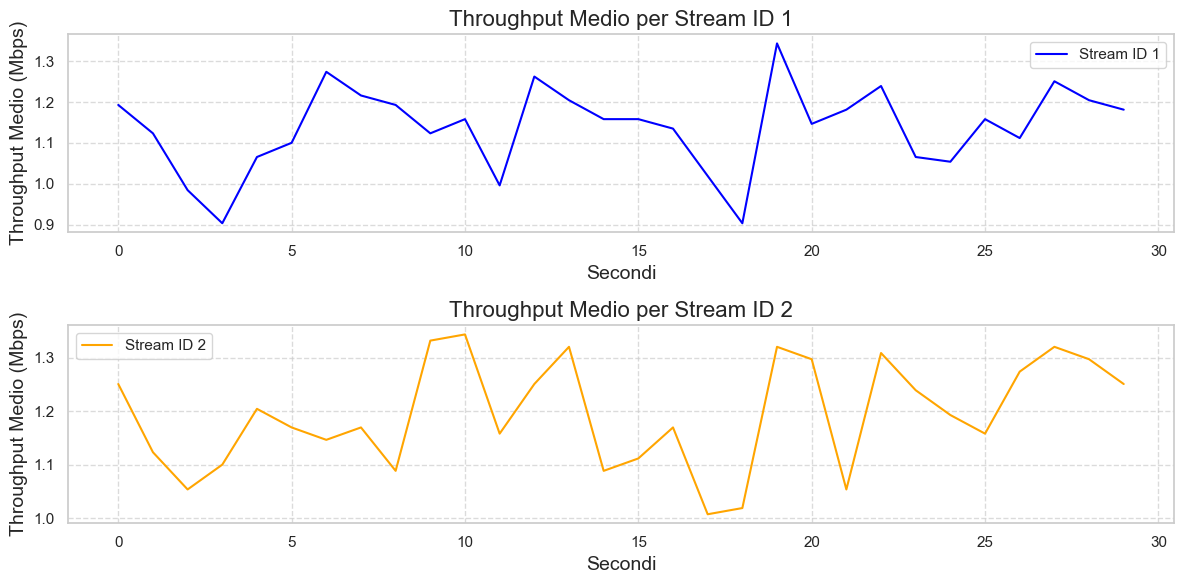 Throughput Medio per Stream ID 1
Throughput Medio (Mbps)
1.3
1.2
1.1
1.0
0.9
Stream ID 1
0 5 10 15 20 25 30
Secondi
Throughput Medio per Stream ID 2
Throughput Medio (Mbps)
1.3
1.2
1.1
1.0
Stream ID 2
0 5 10 15 20 25 30
Secondi